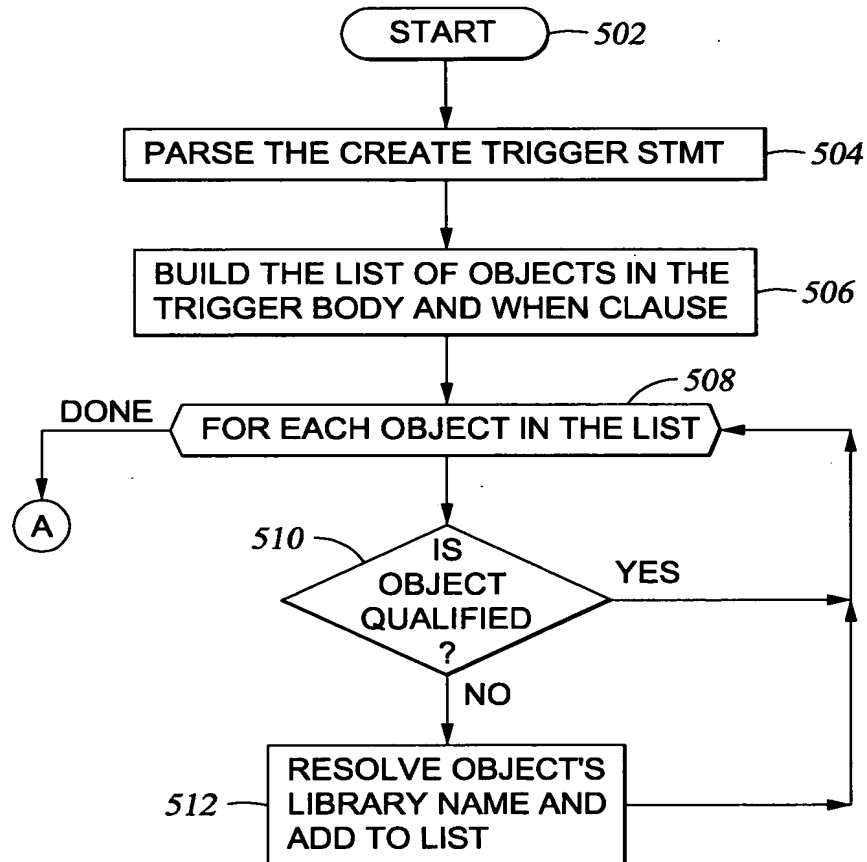 START
502
PARSE THE CREATE TRIGGER STMT
504
BUILD THE LIST OF OBJECTS IN THE
TRIGGER BODY AND WHEN CLAUSE
506
508
DONE
FOR EACH OBJECT IN THE LIST
A
510
IS
OBJECT
QUALIFIED
?
YES
NO
RESOLVE OBJECT'S
LIBRARY NAME AND
ADD TO LIST
512